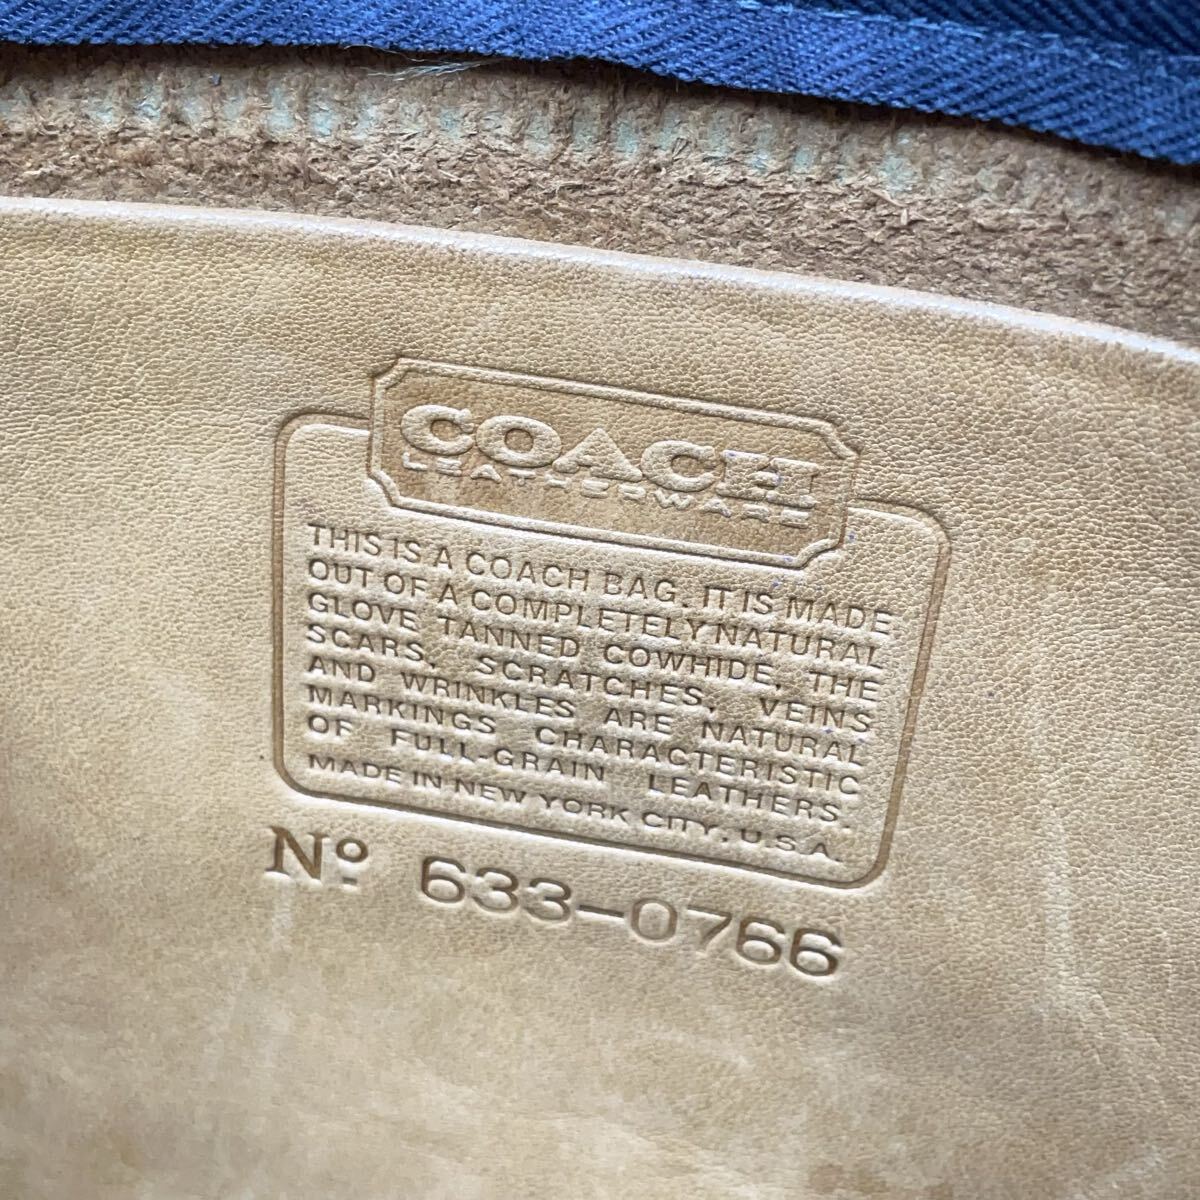 COACH
LEATHERWARE
THIS IS A COACH BAG. IT IS MADE
OUT OF A COMPLETELY NATURAL
GLOVE TANNED COWHIDE, THE
SCARS, SCRATCHES, VEINS
AND WRINKLES ARE NATURAL
MARKINGS CHARACTERISTIC
OF FULL-GRAIN LEATHERS.
MADE IN NEW YORK CITY, U.S.A.
Nº 633-0766